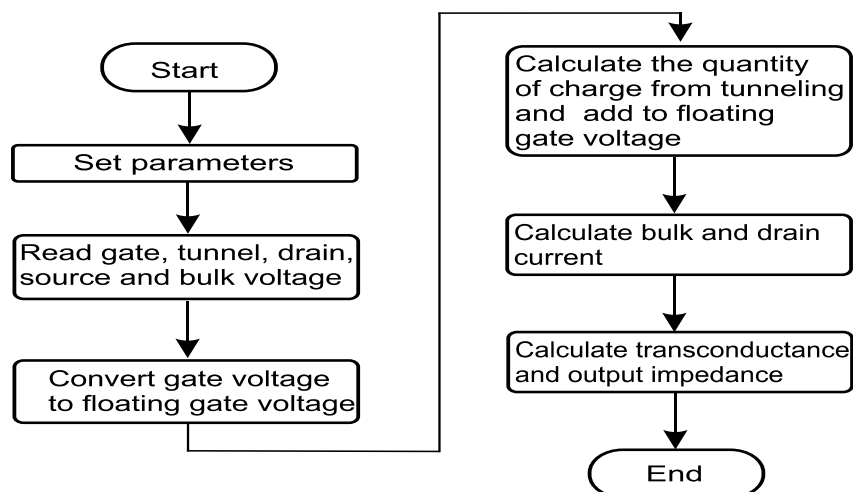 Start
Set parameters
Read gate, tunnel, drain,
source and bulk voltage
Convert gate voltage
to floating gate voltage
Calculate the quantity
of charge from tunneling
and add to floating
gate voltage
Calculate bulk and drain
current
Calculate transconductance
and output impedance
End